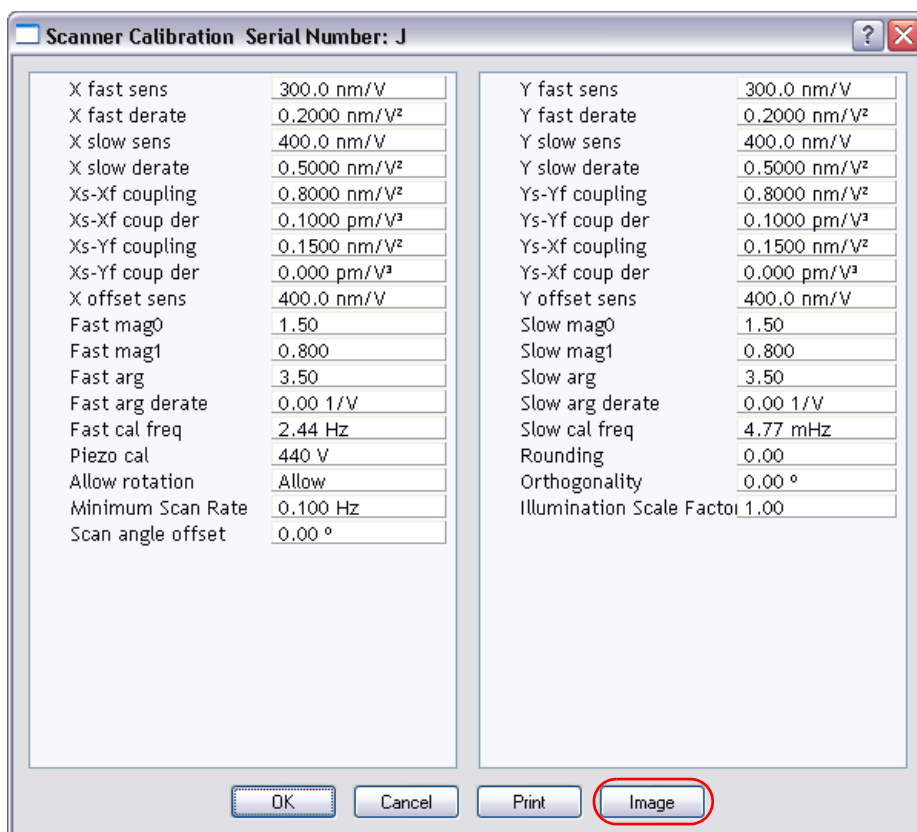 Scanner Calibration Serial Number: J
X fast sens 300.0 nm/V
X fast derate 0.2000 nm/V²
X slow sens 400.0 nm/V
X slow derate 0.5000 nm/V²
Xs-Xf coupling 0.8000 nm/V²
Xs-Xf coup der 0.1000 pm/V³
Xs-Yf coupling 0.1500 nm/V²
Xs-Yf coup der 0.000 pm/V³
X offset sens 400.0 nm/V
Fast mag0 1.50
Fast mag1 0.800
Fast arg 3.50
Fast arg derate 0.00 1/V
Fast cal freq 2.44 Hz
Piezo cal 440 V
Allow rotation Allow
Minimum Scan Rate 0.100 Hz
Scan angle offset 0.00 º
Y fast sens 300.0 nm/V
Y fast derate 0.2000 nm/V²
Y slow sens 400.0 nm/V
Y slow derate 0.5000 nm/V²
Ys-Yf coupling 0.8000 nm/V²
Ys-Yf coup der 0.1000 pm/V³
Ys-Xf coupling 0.1500 nm/V²
Ys-Xf coup der 0.000 pm/V³
Y offset sens 400.0 nm/V
Slow mag0 1.50
Slow mag1 0.800
Slow arg 3.50
Slow arg derate 0.00 1/V
Slow cal freq 4.77 mHz
Rounding 0.00
Orthogonality 0.00 º
Illumination Scale Factor 1.00
OK Cancel Print Image